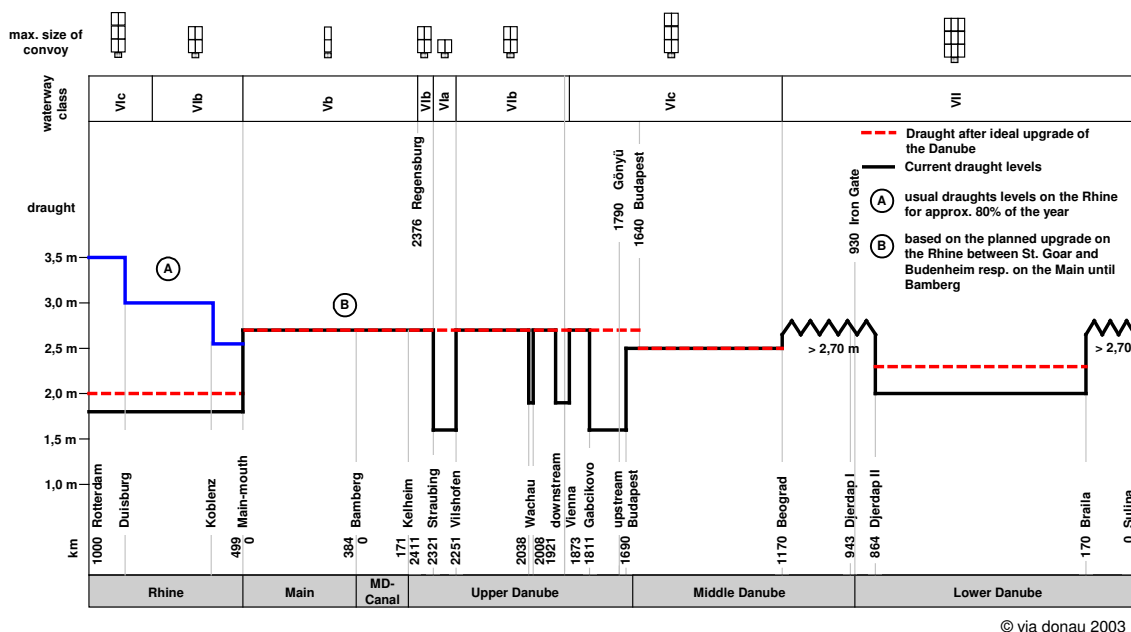 max. size of
convoy
waterway
class
VIc
VIb
Vb
VIb
VIa
VIb
VIc
VII
Draught after ideal upgrade of
the Danube
Current draught levels
A
usual draughts levels on the Rhine
for approx. 80% of the year
B
based on the planned upgrade on
the Rhine between St. Goar and
Budenheim resp. on the Main until
Bamberg
2376 Regensburg
1790 Gönyü
1640 Budapest
930 Iron Gate
draught
3,5 m
3,0 m
2,5 m
2,0 m
1,5 m
1,0 m
A
B
> 2,70 m
> 2,70
km
1000 Rotterdam
Duisburg
Koblenz
499 Main-mouth
0
384 Bamberg
0
171 Kelheim
2411
2321 Straubing
2251 Vilshofen
2038 Wachau
2008
1921 downstream
Vienna
1873
1811 Gabcikovo
upstream
Budapest
1690
1170 Beograd
943 Djerdap I
864 Djerdap II
170 Braila
0 Sulina
Rhine
Main
MD-
Canal
Upper Danube
Middle Danube
Lower Danube
© via donau 2003